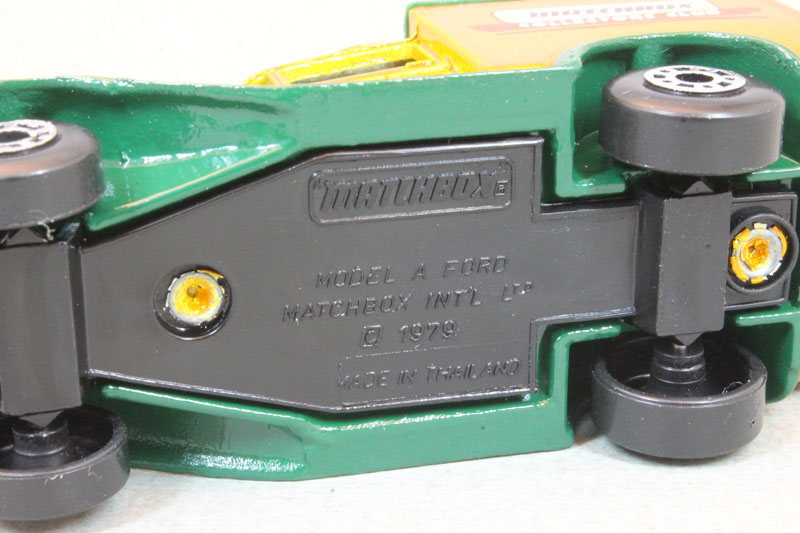 "MATCHBOX"®
MODEL A FORD
MATCHBOX INT'L LTD
© 1979
MADE IN THAILAND